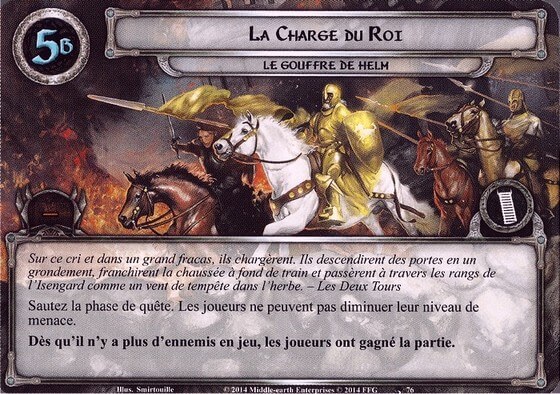 5B
La Charge du Roi
Le Gouffre de Helm
Sur ce cri et dans un grand fracas, ils chargèrent. Ils descendirent des portes en un
grondement, franchirent la chaussée à fond de train et passèrent à travers les rangs de
l'Isengard comme un vent de tempête dans l'herbe. – Les Deux Tours
Sautez la phase de quête. Les joueurs ne peuvent pas diminuer leur niveau de
menace.
Dès qu'il n'y a plus d'ennemis en jeu, les joueurs ont gagné la partie.
Illus. Smirtouille
© 2014 Middle-earth Enterprises © 2014 FFG
76